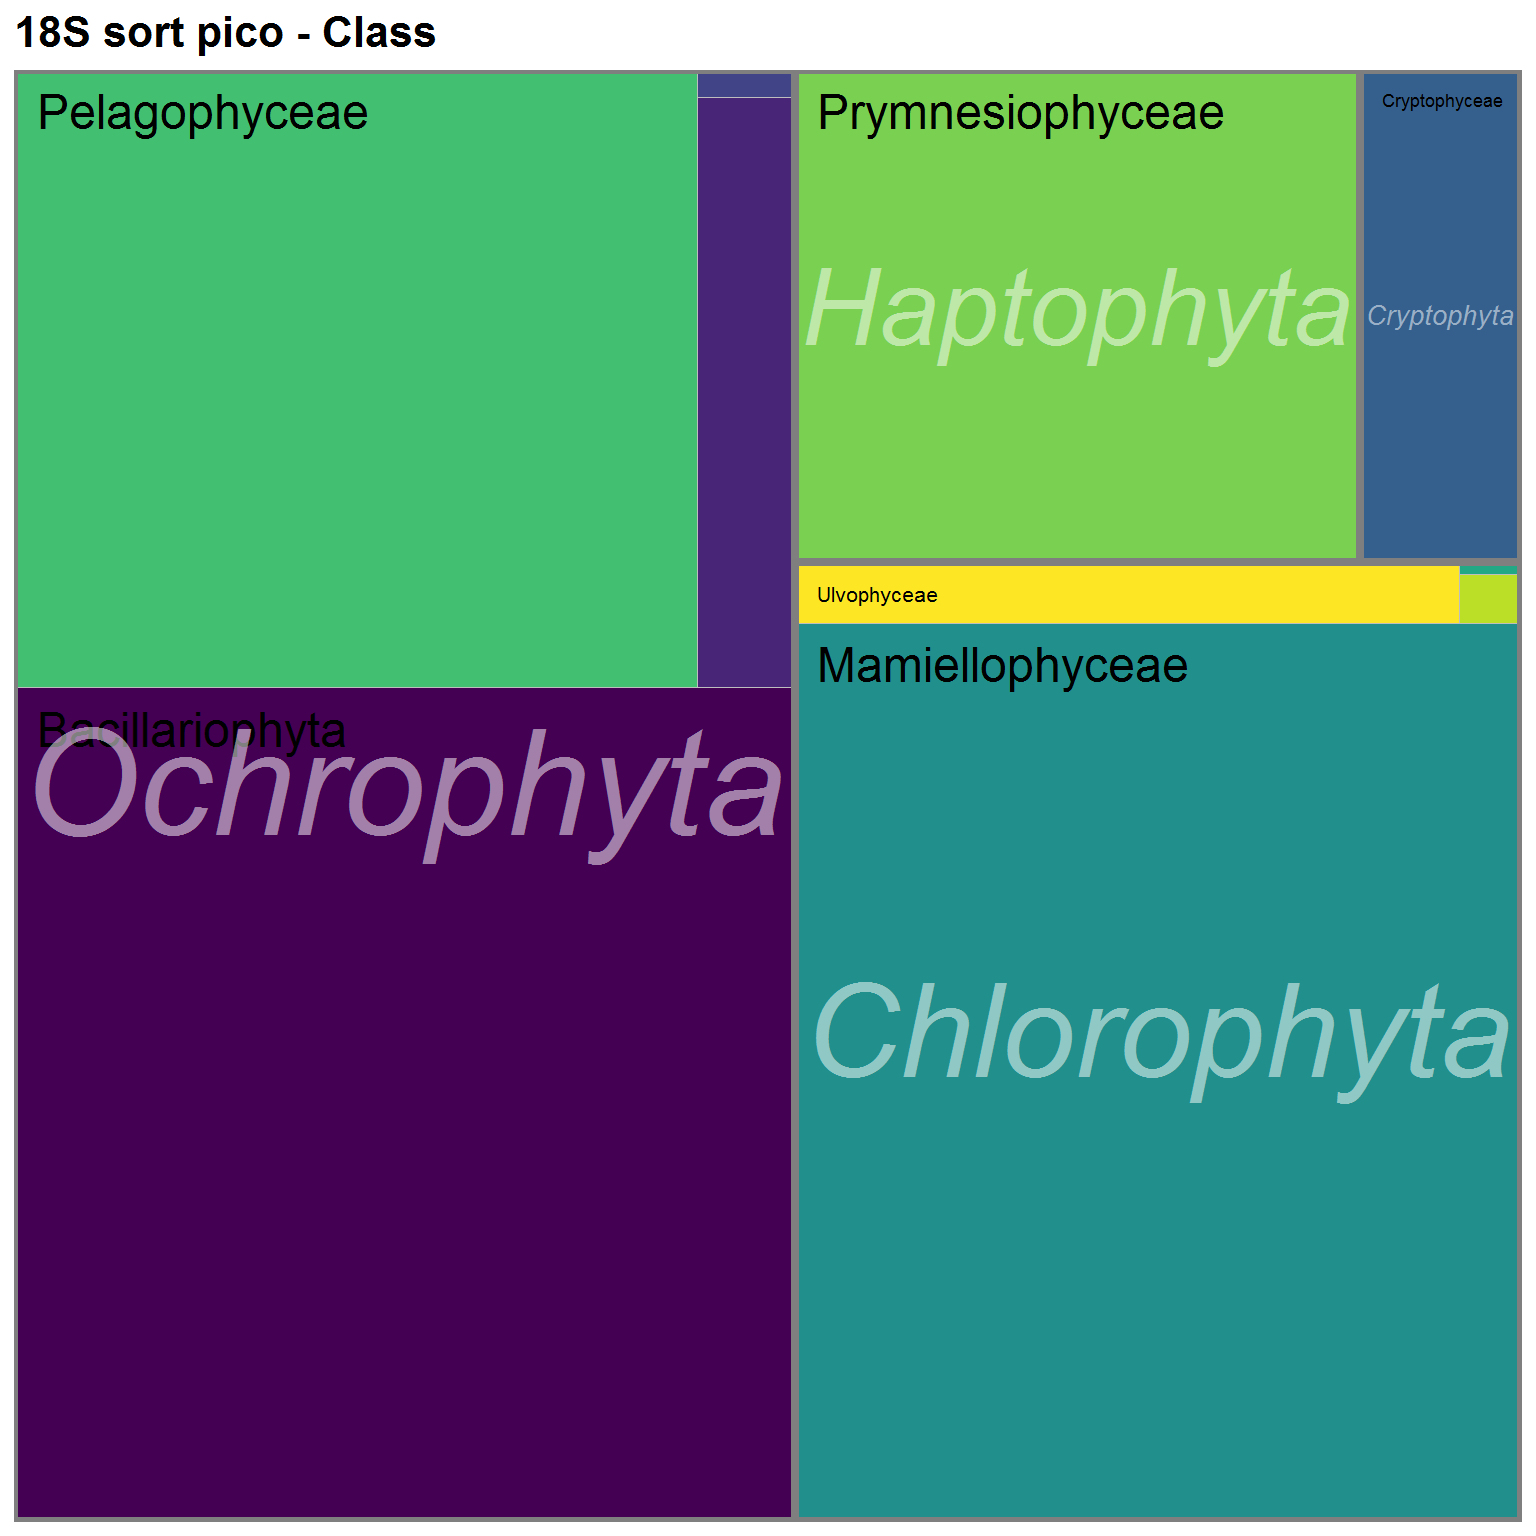 18S sort pico - Class
Pelagophyceae
Bacillariophyta
Ochrophyta
Prymnesiophyceae
Haptophyta
Cryptophyceae
Cryptophyta
Ulvophyceae
Mamiellophyceae
Chlorophyta